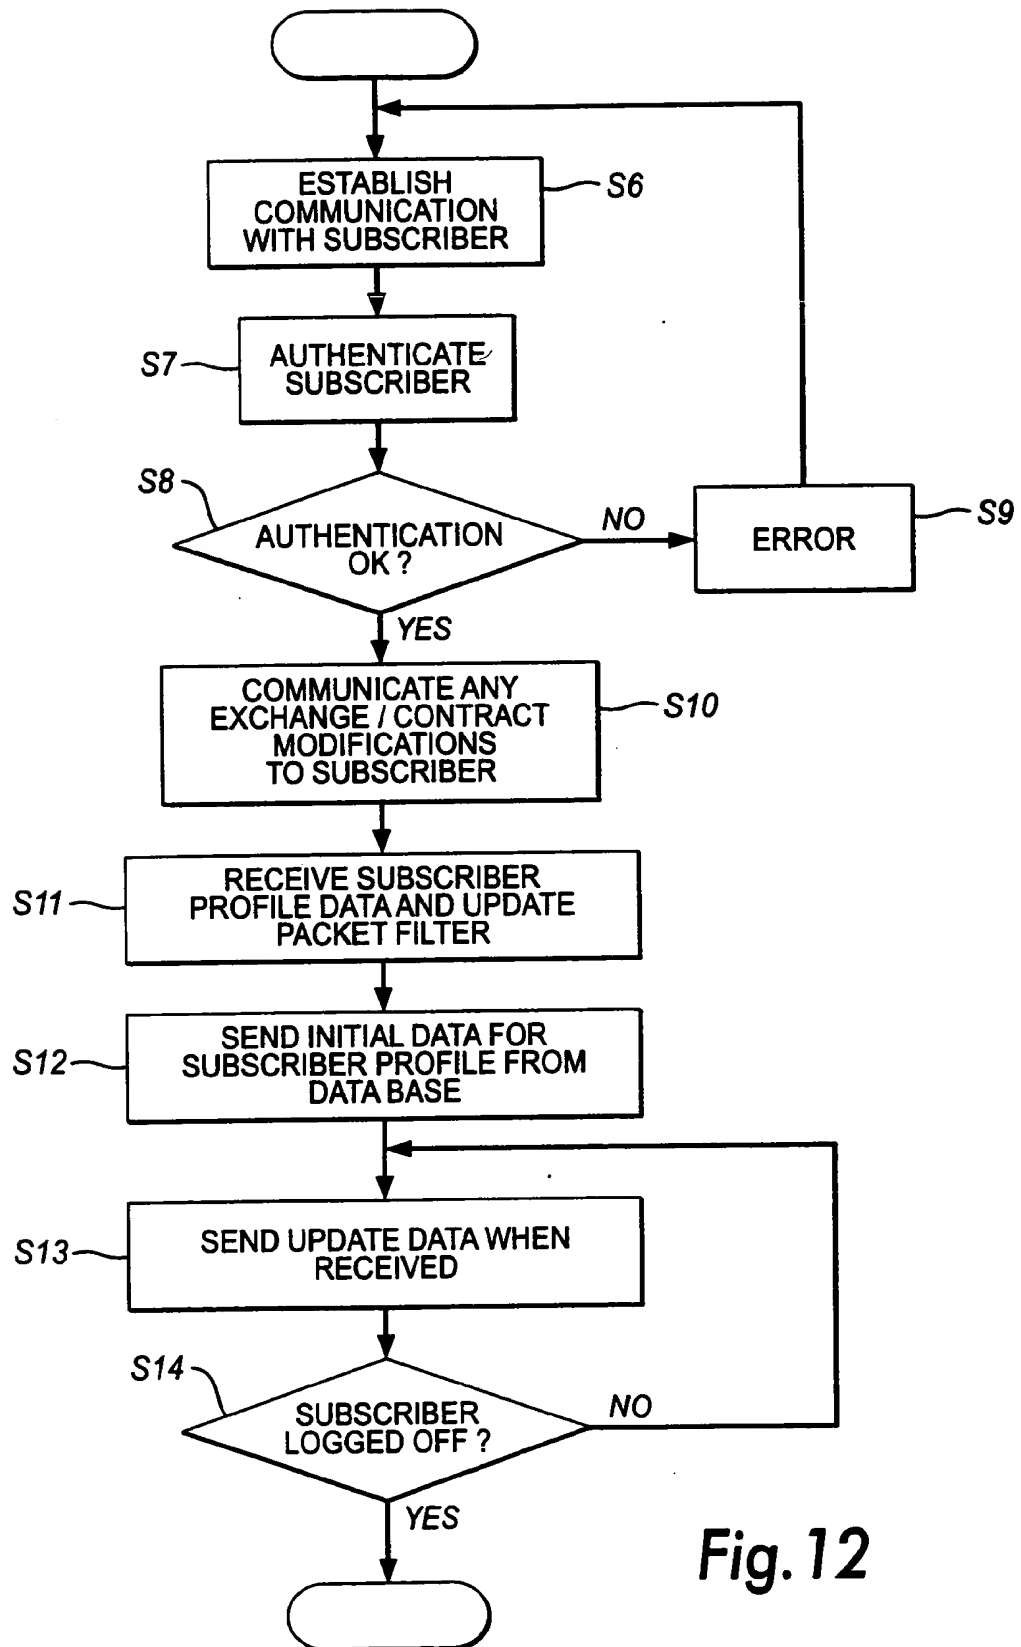 ESTABLISH
COMMUNICATION
WITH SUBSCRIBER
S6
S7
AUTHENTICATE
SUBSCRIBER
S8
AUTHENTICATION
OK ?
NO
ERROR
S9
YES
COMMUNICATE ANY
EXCHANGE / CONTRACT
MODIFICATIONS
TO SUBSCRIBER
S10
S11
RECEIVE SUBSCRIBER
PROFILE DATA AND UPDATE
PACKET FILTER
S12
SEND INITIAL DATA FOR
SUBSCRIBER PROFILE FROM
DATA BASE
S13
SEND UPDATE DATA WHEN
RECEIVED
S14
SUBSCRIBER
LOGGED OFF ?
NO
YES
Fig. 12